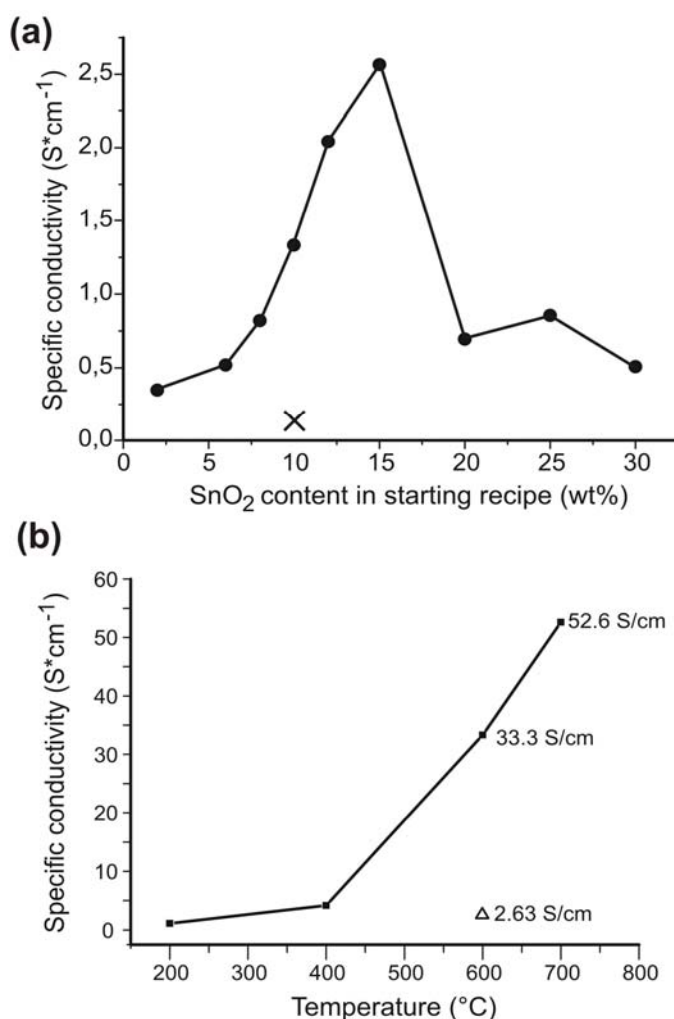 (a)
Specific conductivity (S*cm⁻¹)
2,5
2,0
1,5
1,0
0,5
0,0
0 5 10 15 20 25 30
SnO₂ content in starting recipe (wt%)
(b)
Specific conductivity (S*cm⁻¹)
60
50
40
30
20
10
0
52.6 S/cm
33.3 S/cm
2.63 S/cm
200 300 400 500 600 700 800
Temperature (°C)